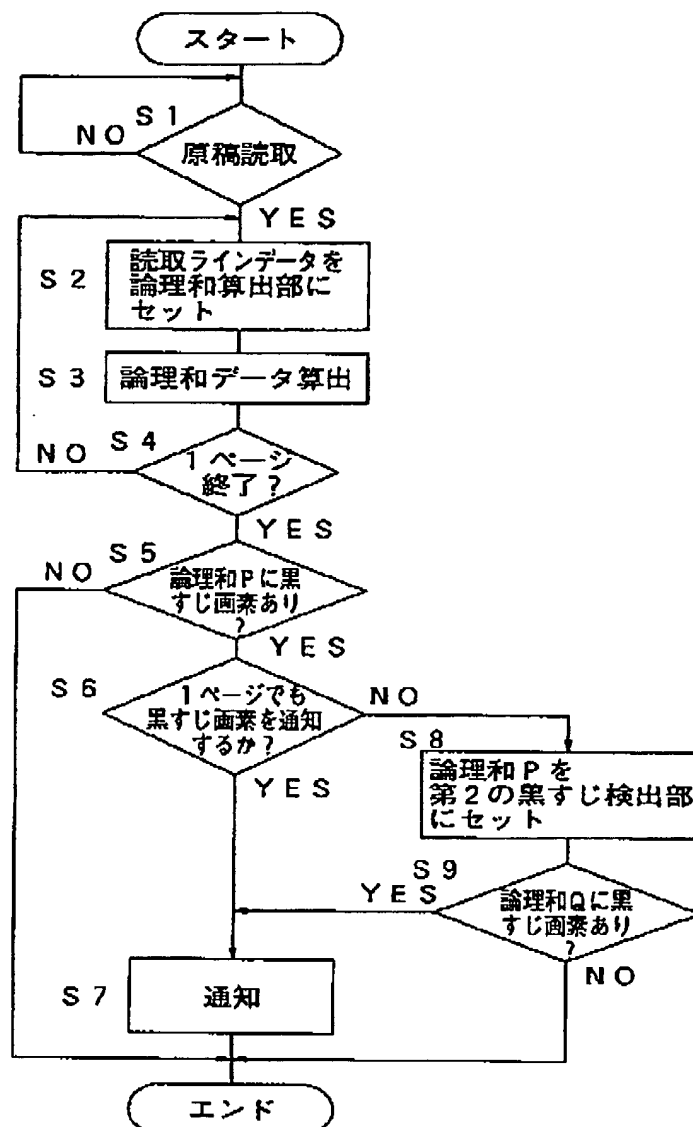 スタート
S1
NO
原稿読取
YES
S2
読取ラインデータを
論理和算出部に
セット
S3
論理和データ算出
S4
NO
1ページ
終了?
YES
S5
NO
論理和Pに黒
すじ画素あり
?
YES
S6
1ページでも
黒すじ画素を通知
するか?
NO
YES
S8
論理和Pを
第2の黒すじ検出部
にセット
S9
YES
論理和Qに黒
すじ画素あり
?
NO
S7
通知
エンド